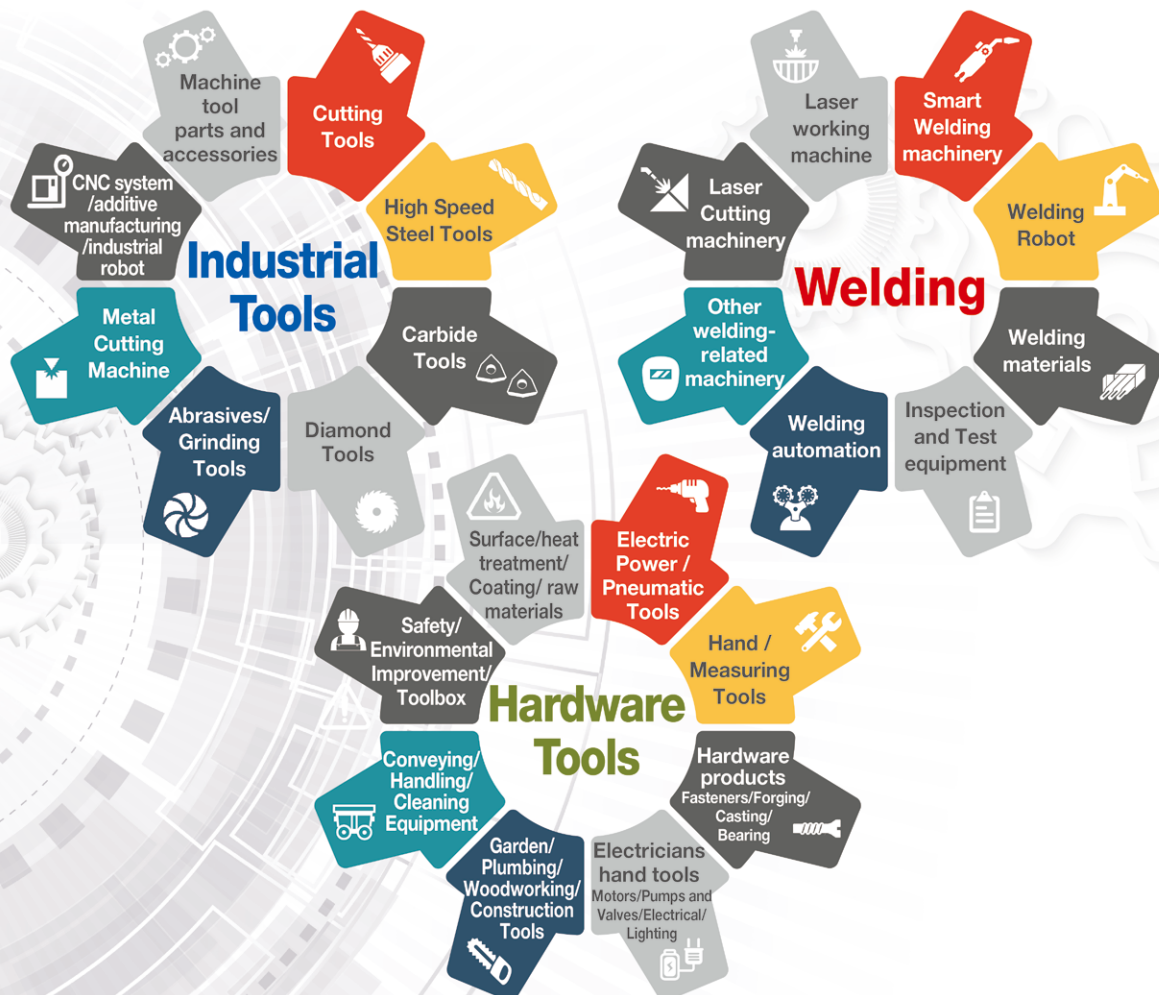 Industrial
Tools
Machine
tool
parts and
accessories
Cutting
Tools
High Speed
Steel Tools
Carbide
Tools
Diamond
Tools
Abrasives/
Grinding
Tools
Metal
Cutting
Machine
CNC system
/additive
manufacturing
/industrial
robot
Welding
Laser
working
machine
Smart
Welding
machinery
Welding
Robot
Welding
materials
Inspection
and Test
equipment
Welding
automation
Other
welding-
related
machinery
Laser
Cutting
machinery
Hardware
Tools
Surface/heat
treatment/
Coating/ raw
materials
Electric
Power /
Pneumatic
Tools
Hand /
Measuring
Tools
Hardware
products
Fasteners/Forging/
Casting/
Bearing
Electricians
hand tools
Motors/Pumps and
Valves/Electrical/
Lighting
Garden/
Plumbing/
Woodworking/
Construction
Tools
Conveying/
Handling/
Cleaning
Equipment
Safety/
Environmental
Improvement/
Toolbox